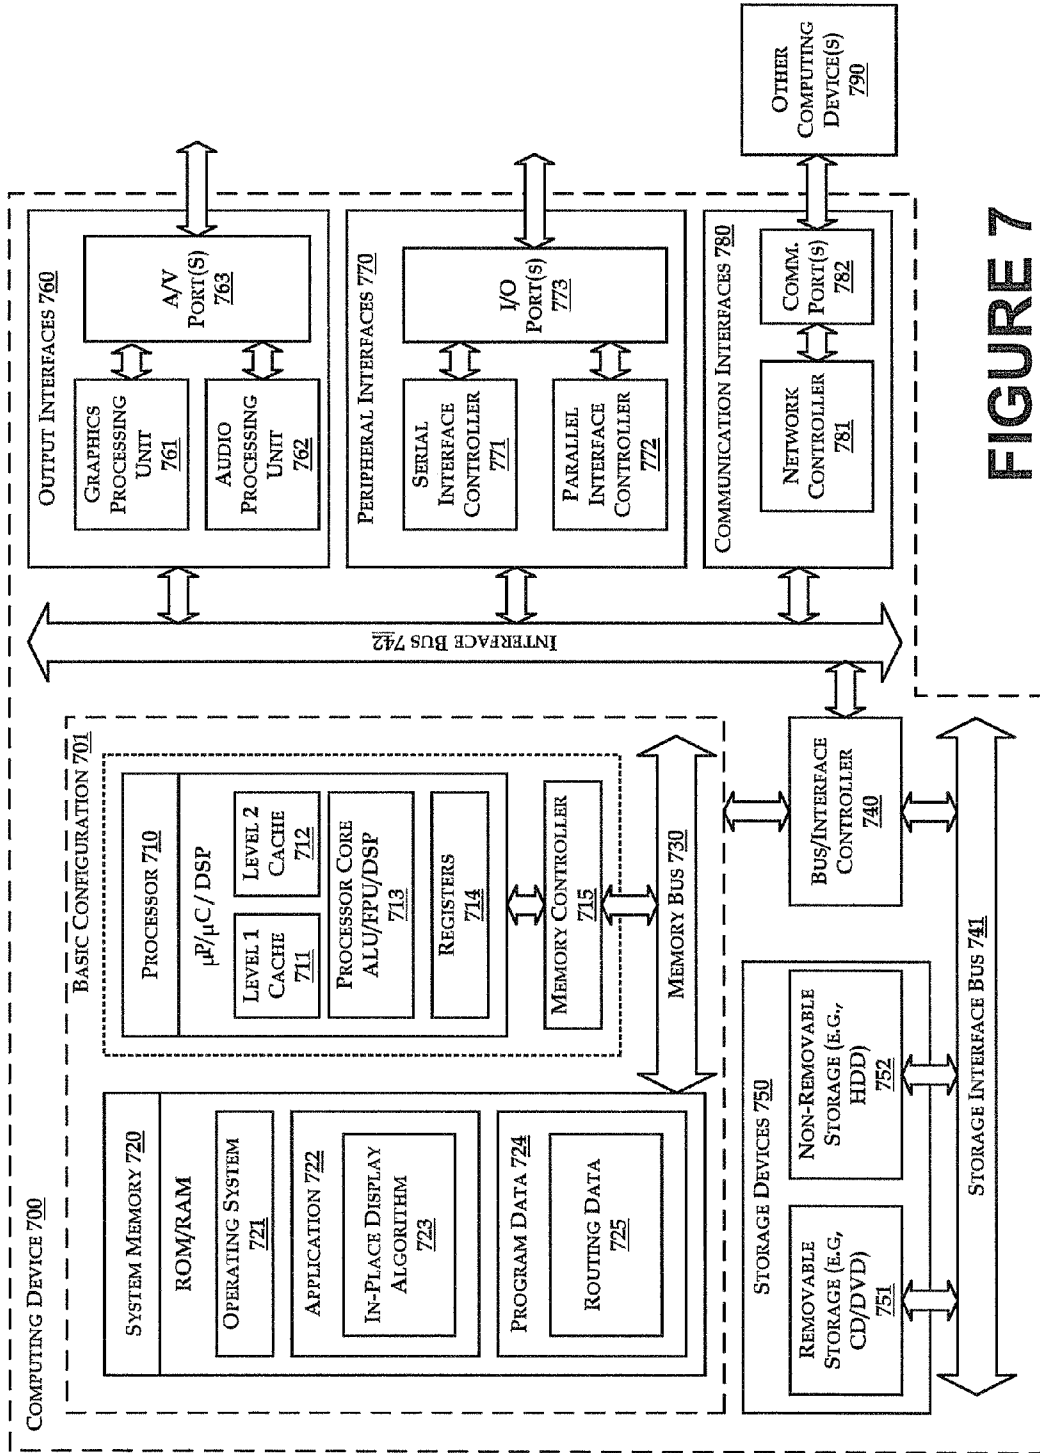 COMPUTING DEVICE 700
BASIC CONFIGURATION 701
SYSTEM MEMORY 720
ROM/RAM
OPERATING SYSTEM
721
APPLICATION 722
IN-PLACE DISPLAY
ALGORITHM
723
PROGRAM DATA 724
ROUTING DATA
725
PROCESSOR 710
µP/µC / DSP
LEVEL 1
CACHE
711
LEVEL 2
CACHE
712
PROCESSOR CORE
ALU/FPU/DSP
713
REGISTERS
714
MEMORY CONTROLLER
715
MEMORY BUS 730
BUS/INTERFACE
CONTROLLER
740
STORAGE DEVICES 750
REMOVABLE
STORAGE (E.G,
CD/DVD)
751
NON-REMOVABLE
STORAGE (E.G.,
HDD)
752
STORAGE INTERFACE BUS 741
INTERFACE BUS 742
OUTPUT INTERFACES 760
GRAPHICS
PROCESSING
UNIT
761
AUDIO
PROCESSING
UNIT
762
A/V
PORT(S)
763
PERIPHERAL INTERFACES 770
SERIAL
INTERFACE
CONTROLLER
771
PARALLEL
INTERFACE
CONTROLLER
772
I/O
PORT(S)
773
COMMUNICATION INTERFACES 780
NETWORK
CONTROLLER
781
COMM.
PORT(S)
782
OTHER
COMPUTING
DEVICE(S)
790
FIGURE 7